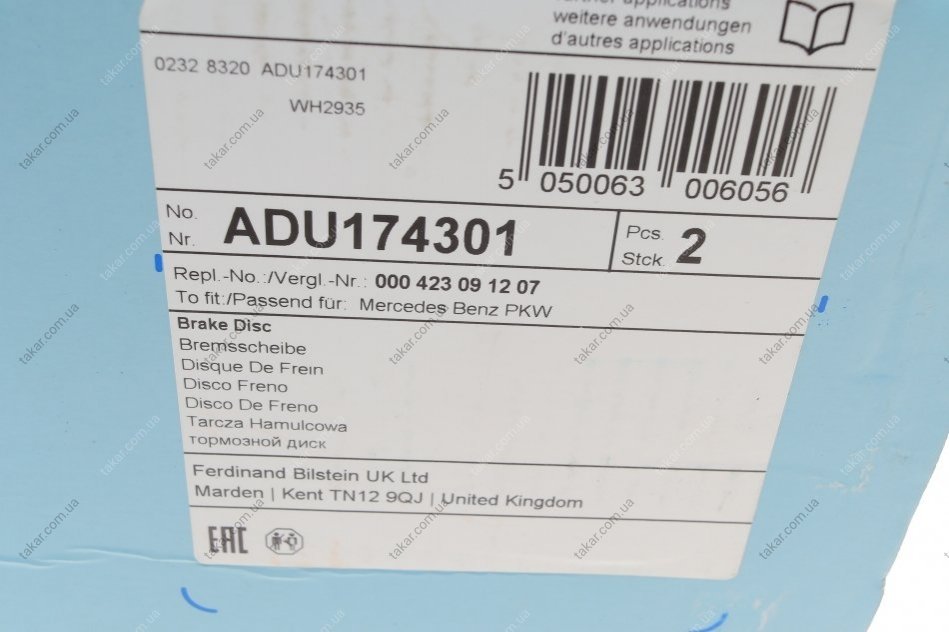 weitere anwendungen
d'autres applications
0232 8320 ADU174301
WH2935
5 050063 006056
No.
Nr. ADU174301
Pcs.
Stck. 2
Repl.-No.:/Vergl.-Nr.: 000 423 09 12 07
To fit:/Passend für: Mercedes Benz PKW
Brake Disc
Bremsscheibe
Disque De Frein
Disco Freno
Disco De Freno
Tarcza Hamulcowa
тормозной диск
Ferdinand Bilstein UK Ltd
Marden | Kent TN12 9QJ | United Kingdom
EAC
takar.com.ua